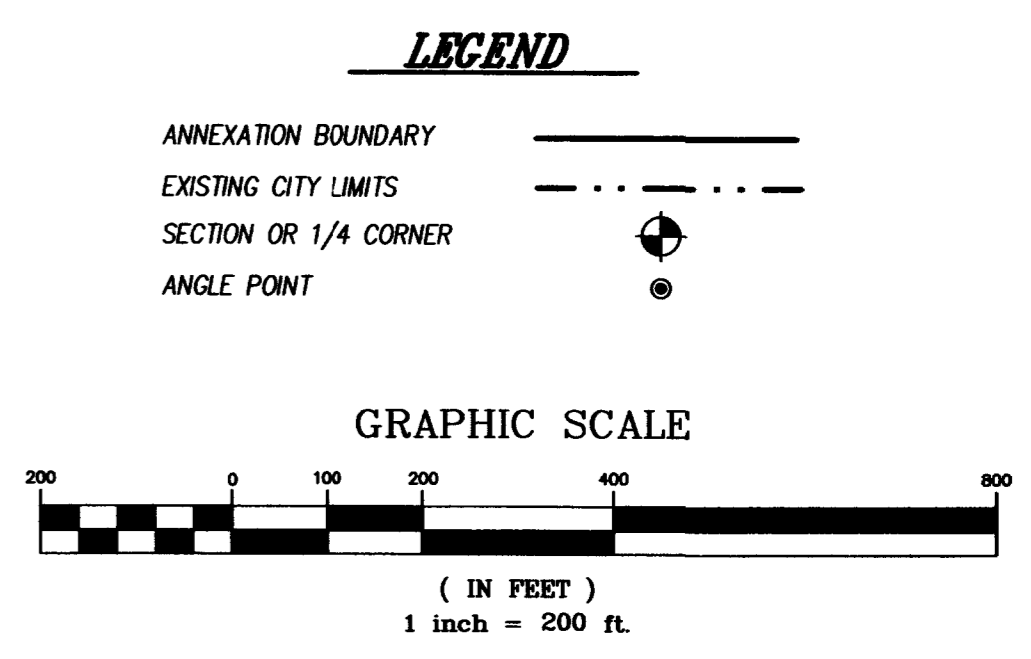 LEGEND
ANNEXATION BOUNDARY
EXISTING CITY LIMITS
SECTION OR 1/4 CORNER
ANGLE POINT
GRAPHIC SCALE
200 0 100 200 400 800
( IN FEET )
1 inch = 200 ft.